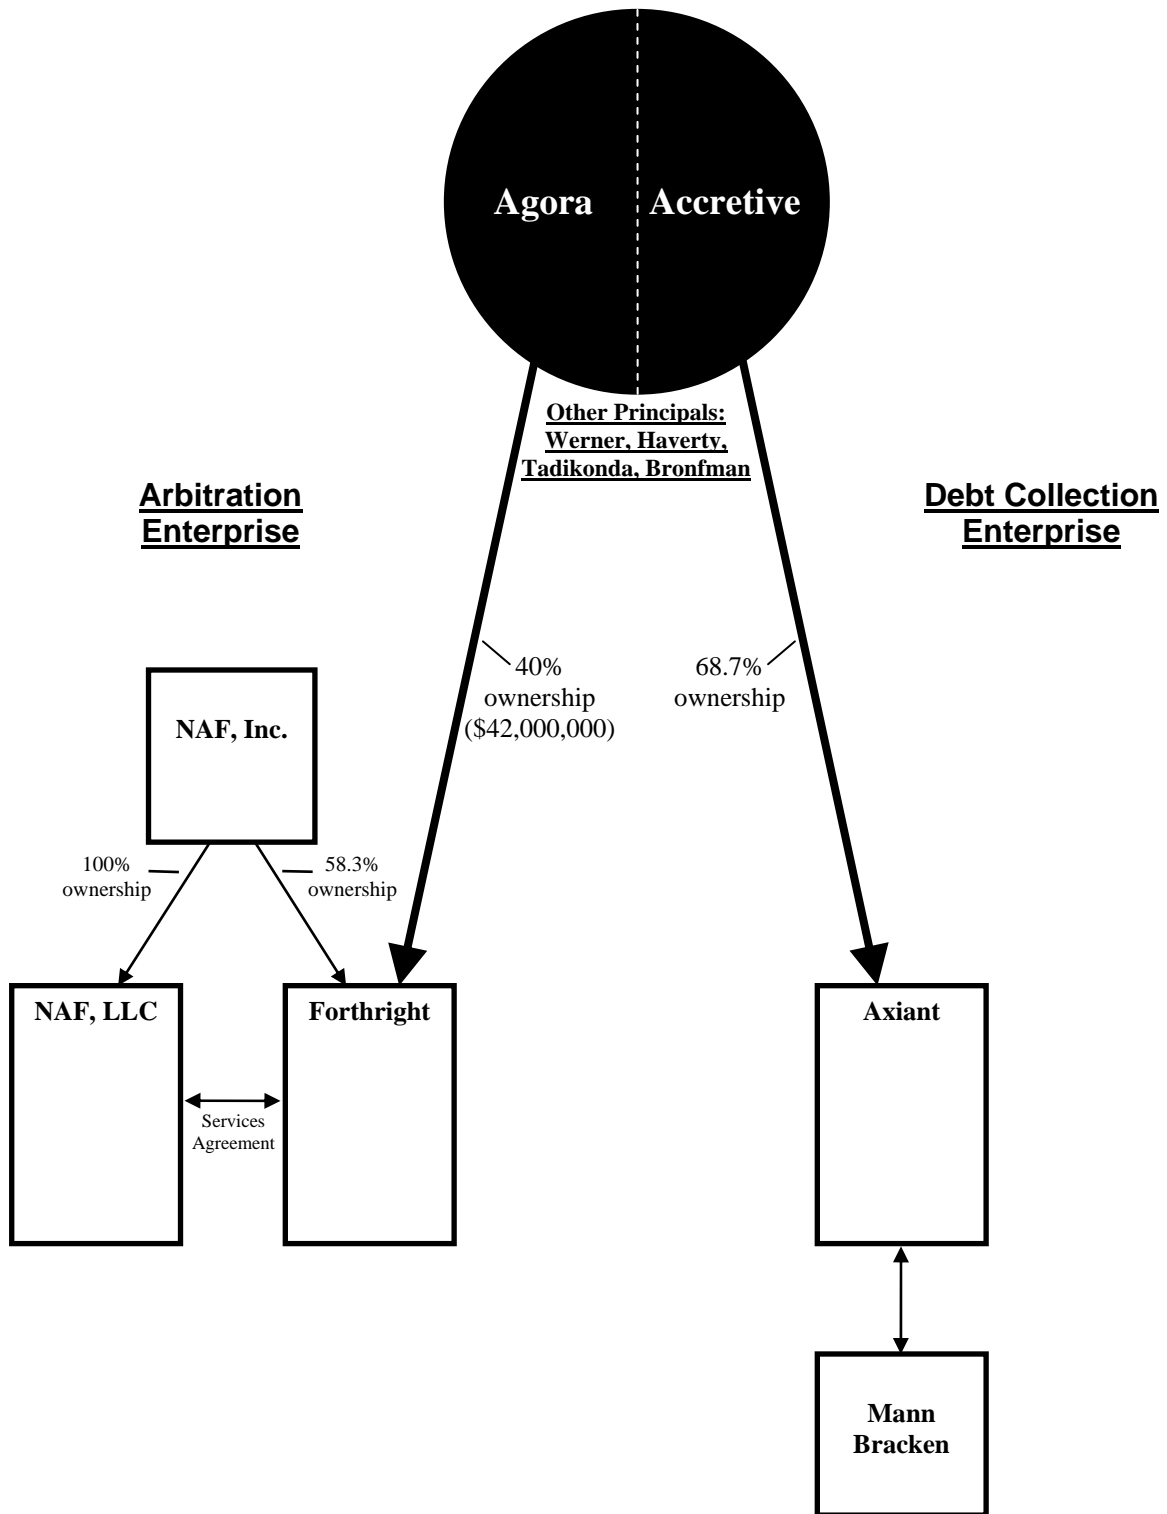 Agora
Accretive
Other Principals:
Werner, Haverty,
Tadikonda, Bronfman
Arbitration
Enterprise
Debt Collection
Enterprise
40%
ownership
($42,000,000)
68.7%
ownership
NAF, Inc.
100%
ownership
58.3%
ownership
NAF, LLC
Forthright
Axiant
Services
Agreement
Mann
Bracken